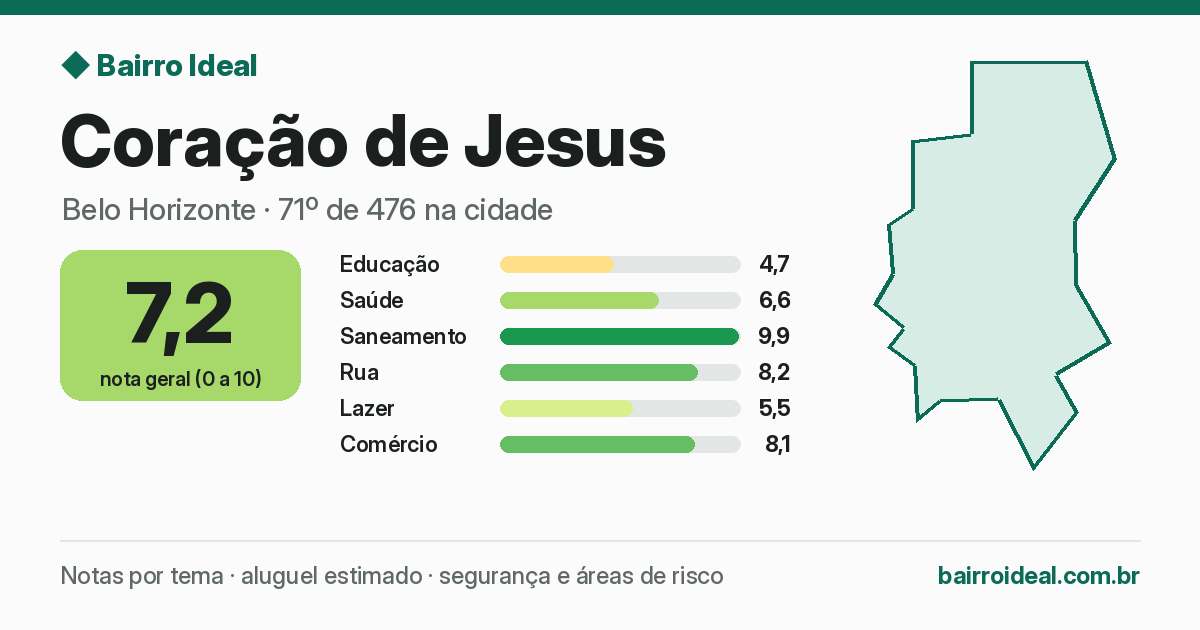 Bairro Ideal
Coração de Jesus
Belo Horizonte · 71º de 476 na cidade
7,2
nota geral (0 a 10)
Educação 4,7
Saúde 6,6
Saneamento 9,9
Rua 8,2
Lazer 5,5
Comércio 8,1
Notas por tema · aluguel estimado · segurança e áreas de risco
bairroideal.com.br